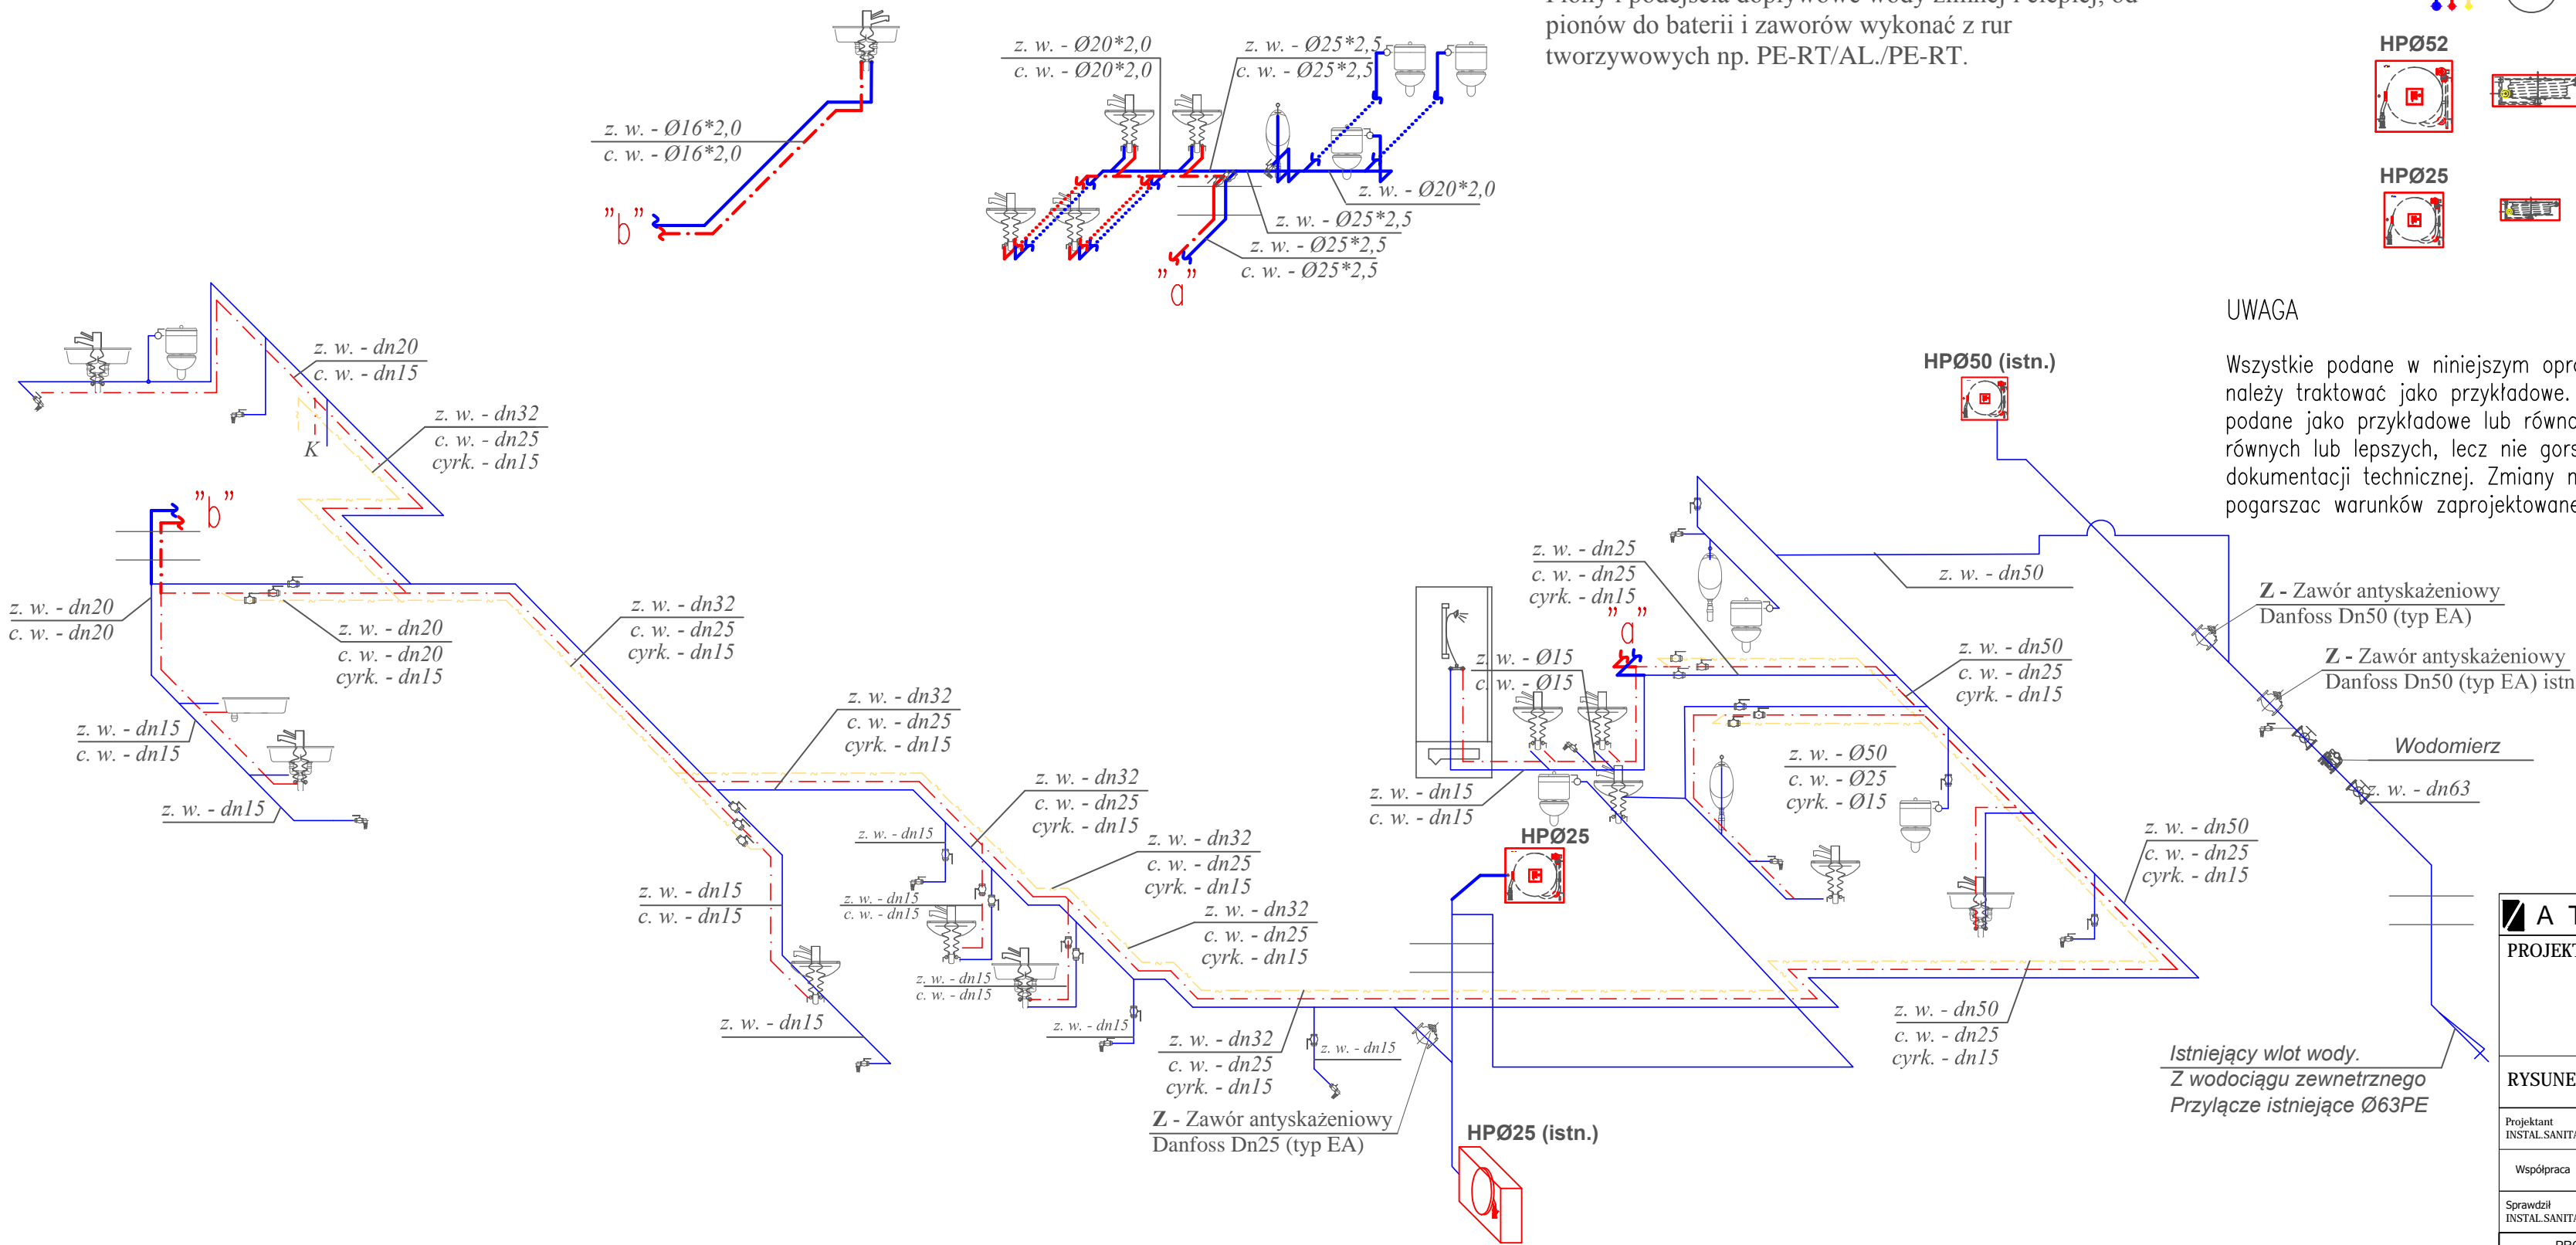 pionów do baterii i zaworów wykonać z rur
tworzywowych np. PE-RT/AL./PE-RT.
HPØ52
HPØ25
z. w. - Ø16*2,0
c. w. - Ø16*2,0
"b"
z. w. - Ø20*2,0
c. w. - Ø20*2,0
z. w. - Ø25*2,5
c. w. - Ø25*2,5
z. w. - Ø20*2,0
z. w. - Ø25*2,5
z. w. - Ø25*2,5
c. w. - Ø25*2,5
"a"
UWAGA
Wszystkie podane w niniejszym
należy traktować jako przykładowe.
podane jako przykładowe lub
równych lub lepszych, lecz nie
dokumentacji technicznej. Zmiany
pogarszac warunków
z. w. - dn20
c. w. - dn15
z. w. - dn32
c. w. - dn25
cyrk. - dn15
K
"b"
z. w. - dn20
c. w. - dn20
z. w. - dn20
c. w. - dn20
cyrk. - dn15
z. w. - dn32
c. w. - dn25
cyrk. - dn15
z. w. - dn15
c. w. - dn15
z. w. - dn15
z. w. - dn32
c. w. - dn25
cyrk. - dn15
z. w. - dn32
c. w. - dn25
cyrk. - dn15
z. w. - dn32
c. w. - dn25
cyrk. - dn15
z. w. - dn32
c. w. - dn25
cyrk. - dn15
z. w. - dn15
c. w. - dn15
z. w. - dn15
z. w. - dn15
z. w. - dn15
c. w. - dn15
z. w. - dn15
c. w. - dn15
z. w. - dn15
z. w. - dn32
c. w. - dn25
cyrk. - dn15
z. w. - dn15
Z - Zawór antyskażeniowy
Danfoss Dn25 (typ EA)
HPØ25 (istn.)
HPØ25
z. w. - dn15
c. w. - dn15
z. w. - Ø15
c. w. - Ø15
"a"
z. w. - dn25
c. w. - dn25
cyrk. - dn15
HPØ50 (istn.)
z. w. - dn50
z. w. - dn50
c. w. - dn25
cyrk. - dn15
z. w. - Ø50
c. w. - Ø25
cyrk. - Ø15
z. w. - dn50
c. w. - dn25
cyrk. - dn15
z. w. - dn50
c. w. - dn25
cyrk. - dn15
Z - Zawór antyskażeniowy
Danfoss Dn50 (typ EA)
Z - Zawór antyskażeniowy
Danfoss Dn50 (typ EA) istn
Wodomierz
z. w. - dn63
Istniejący wlot wody.
Z wodociągu zewnetrznego
Przylącze istniejące Ø63PE
A
Projektant
Współpraca
Sprawdził